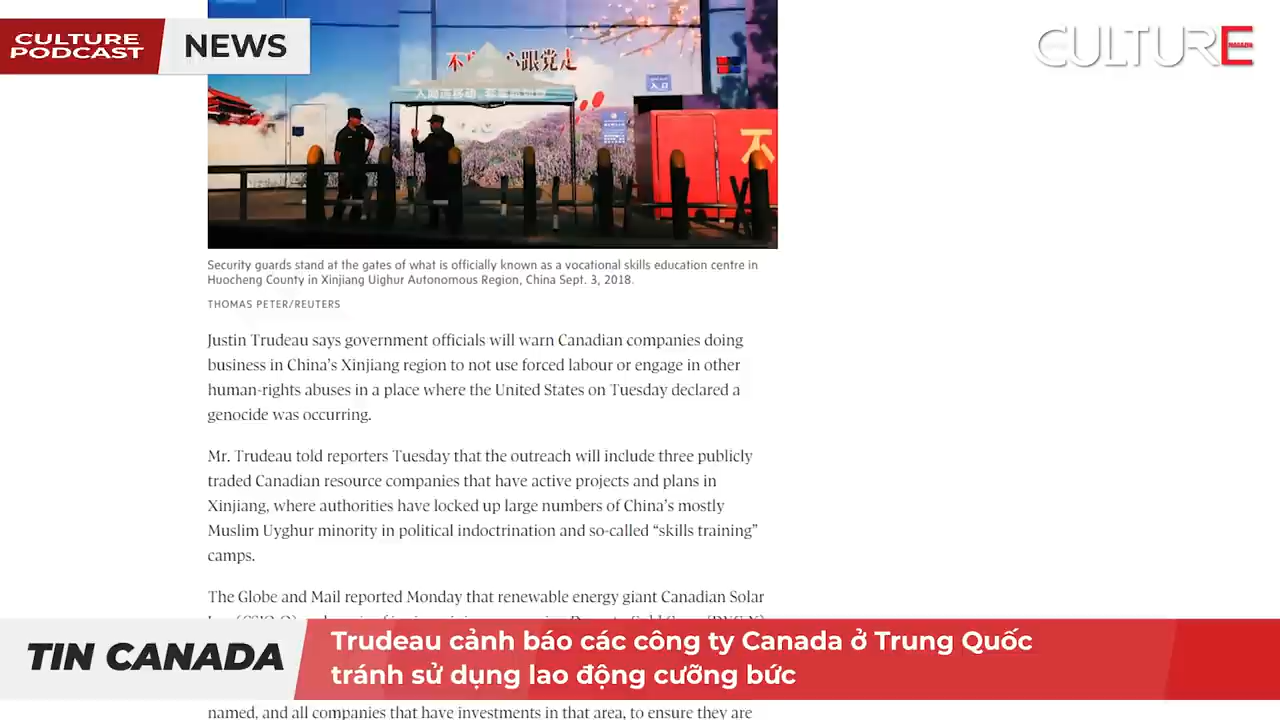 CULTURE
PODCAST
NEWS
CULTURE
MAGAZIN
跟党走
入口
不
Security guards stand at the gates of what is officially known as a vocational skills education centre in
Huocheng County in Xinjiang Uighur Autonomous Region, China Sept. 3, 2018.
THOMAS PETER/REUTERS
Justin Trudeau says government officials will warn Canadian companies doing
business in China's Xinjiang region to not use forced labour or engage in other
human-rights abuses in a place where the United States on Tuesday declared a
genocide was occurring.
Mr. Trudeau told reporters Tuesday that the outreach will include three publicly
traded Canadian resource companies that have active projects and plans in
Xinjiang, where authorities have locked up large numbers of China's mostly
Muslim Uyghur minority in political indoctrination and so-called “skills training”
camps.
The Globe and Mail reported Monday that renewable energy giant Canadian Solar
TIN CANADA
Trudeau cảnh báo các công ty Canada ở Trung Quốc
tránh sử dụng lao động cưỡng bức
named, and all companies that have investments in that area, to ensure they are